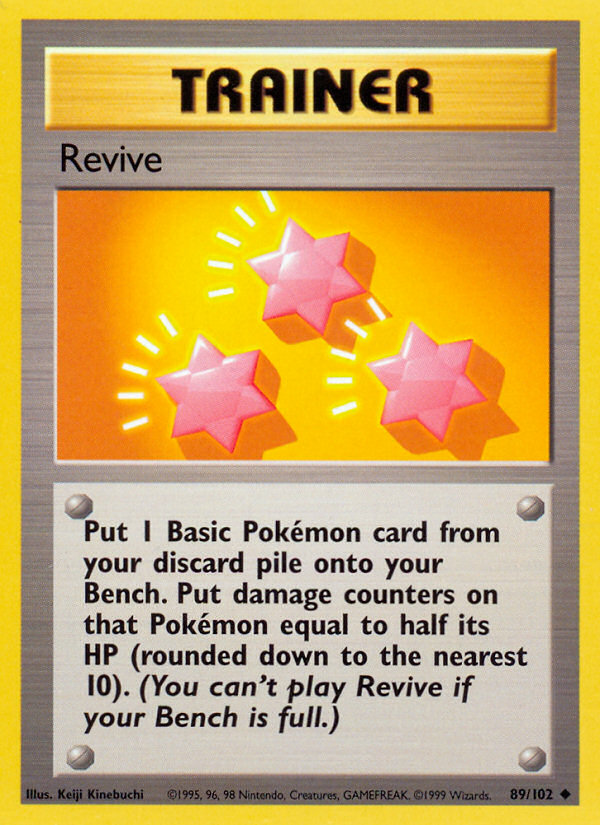 TRAINER
Revive
Put 1 Basic Pokémon card from
your discard pile onto your
Bench. Put damage counters on
that Pokémon equal to half its
HP (rounded down to the nearest
10). (You can't play Revive if
your Bench is full.)
Illus. Keiji Kinebuchi ©1995, 96, 98 Nintendo, Creatures, GAMEFREAK. ©1999 Wizards. 89/102 ◆